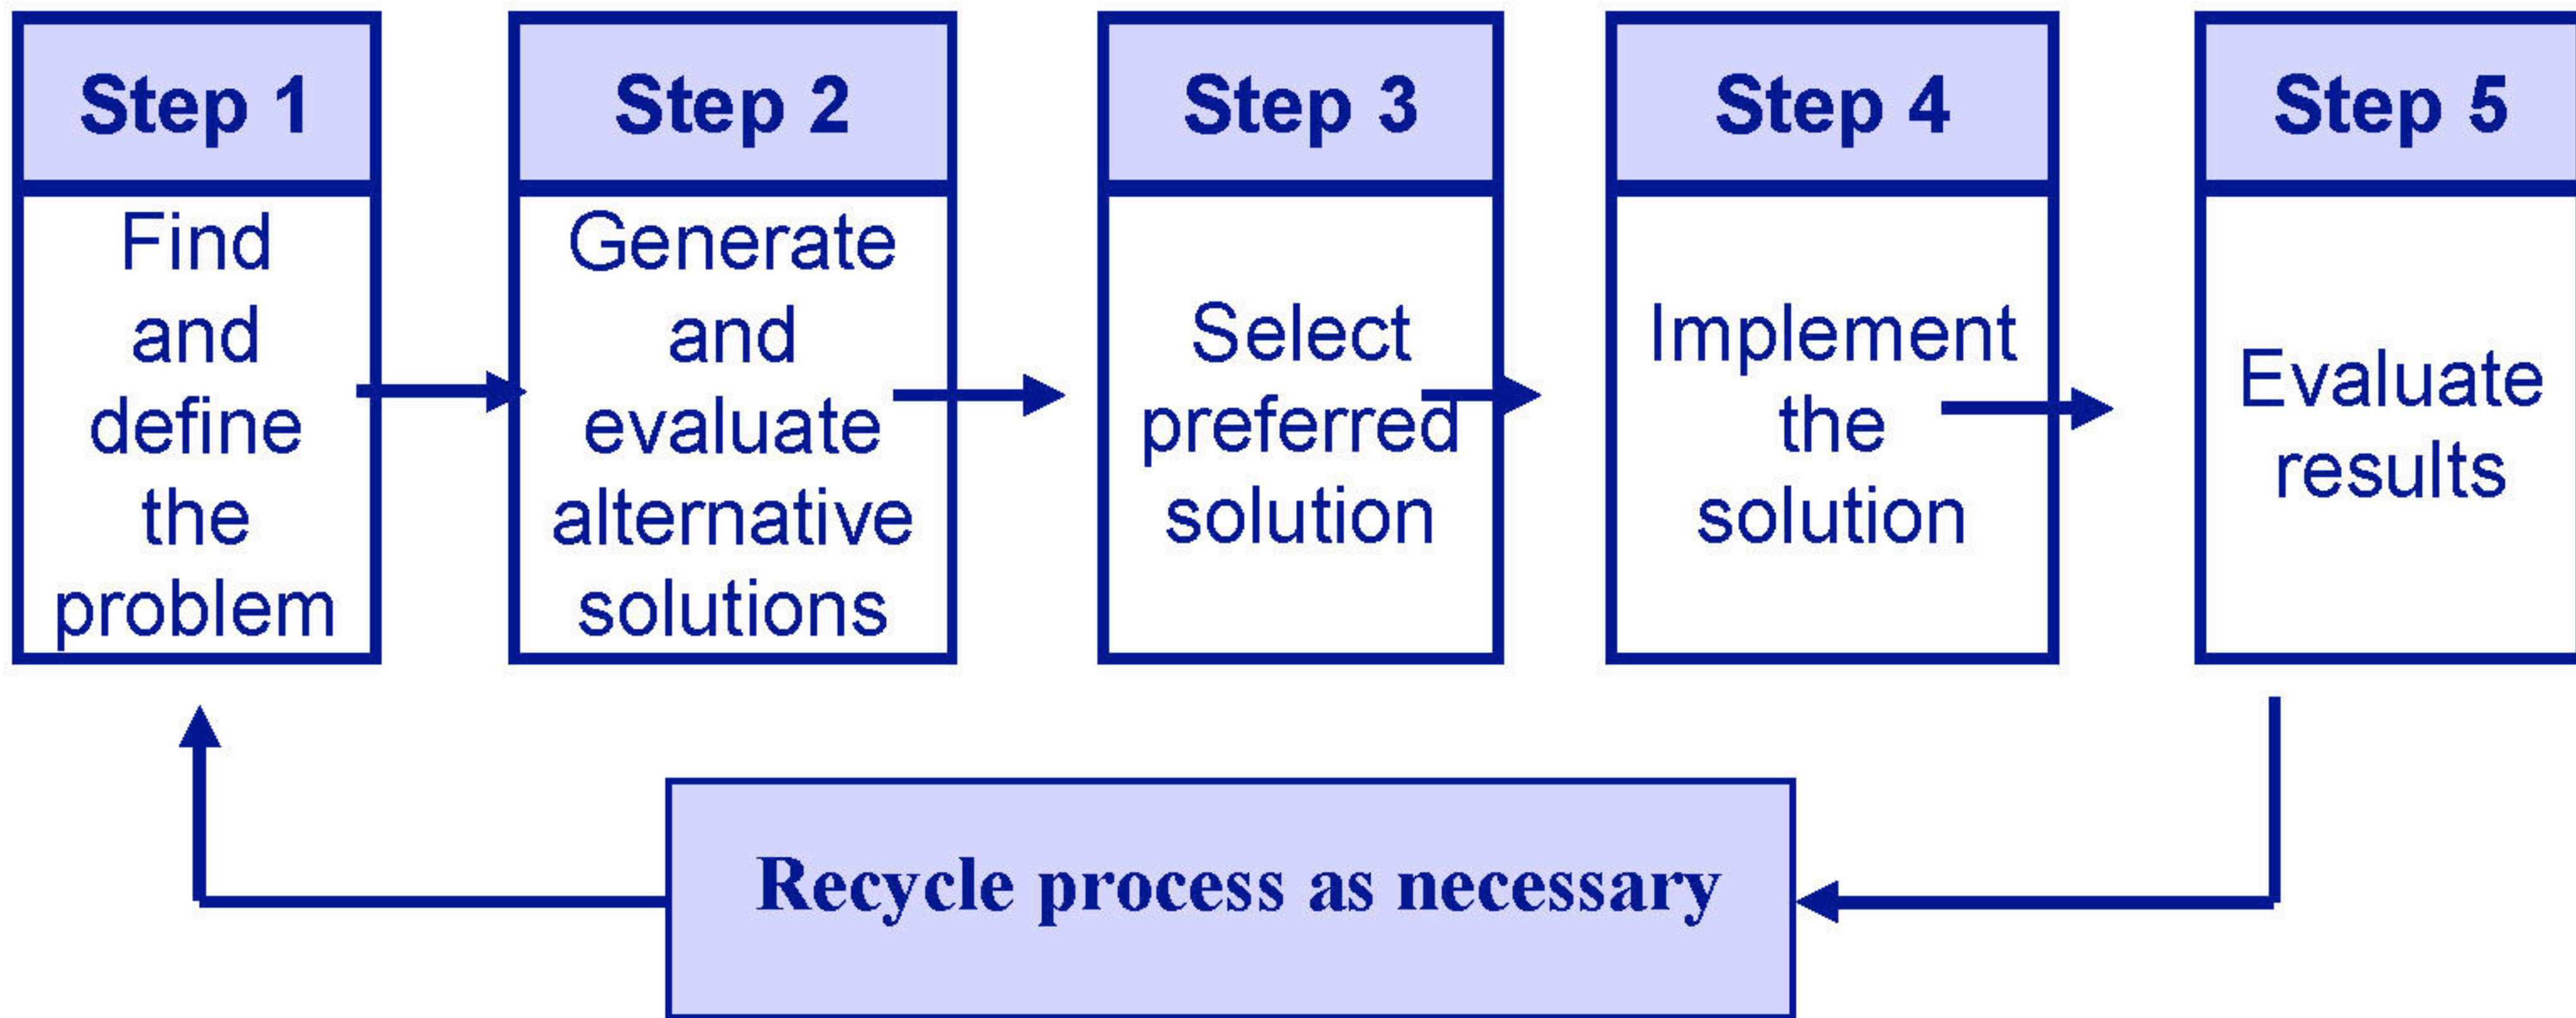 Step 1
Find
and
define
the
problem
Step 2
Generate
and
evaluate
alternative
solutions
Step 3
Select
preferred
solution
Step 4
Implement
the
solution
Step 5
Evaluate
results
Recycle process as necessary